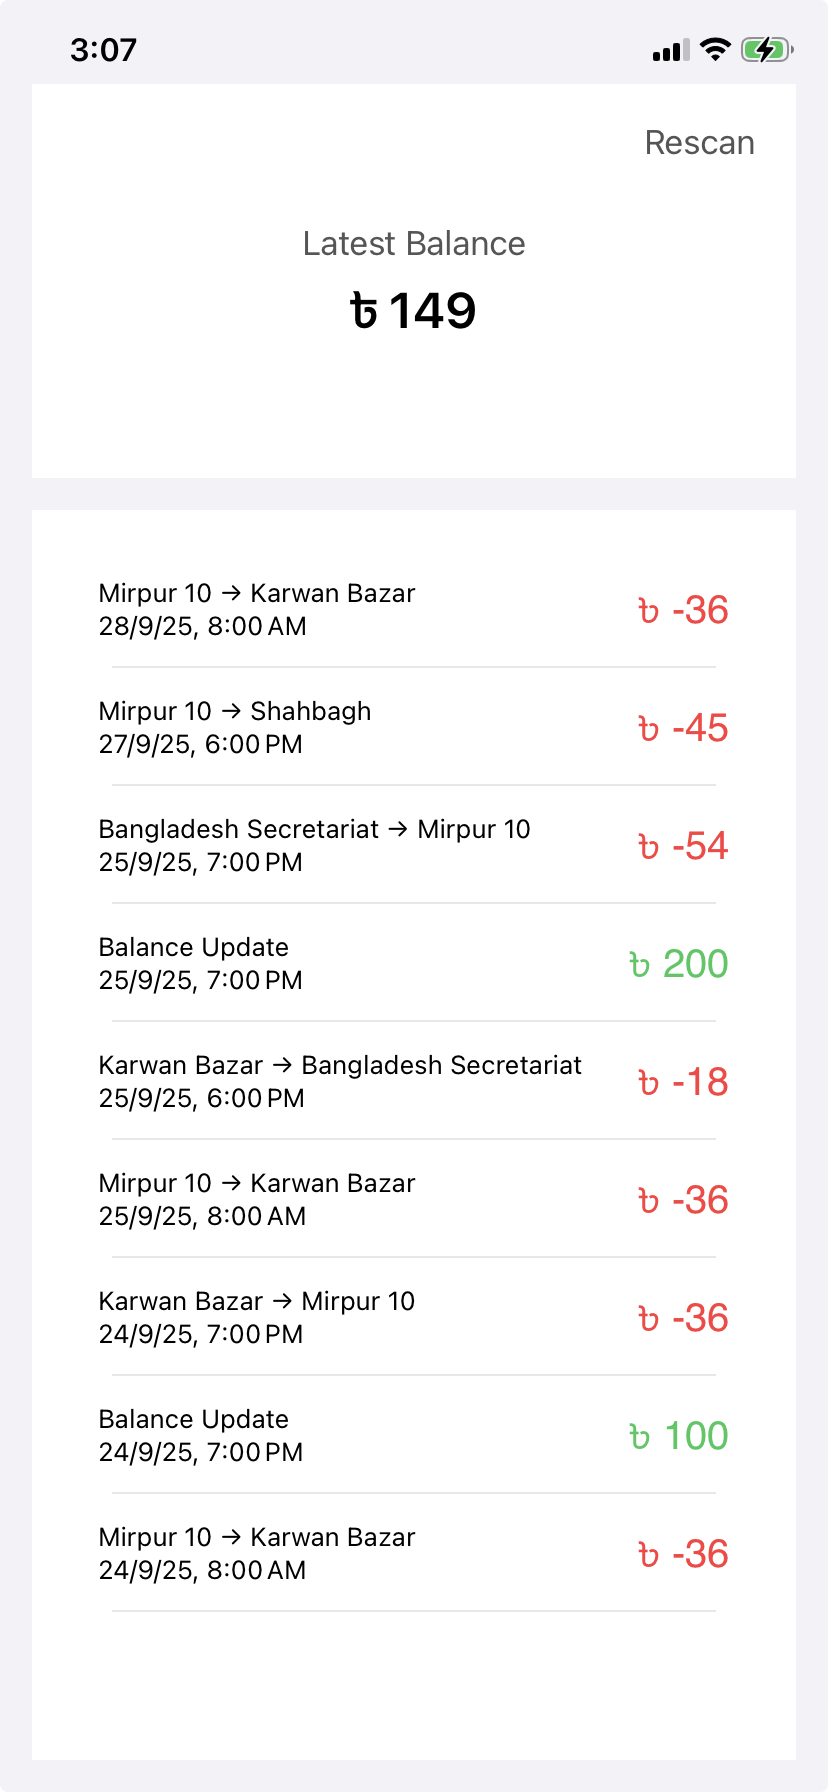 3:07
Rescan
Latest Balance
৳ 149
Mirpur 10 → Karwan Bazar
28/9/25, 8:00 AM
৳ -36
Mirpur 10 → Shahbagh
27/9/25, 6:00 PM
৳ -45
Bangladesh Secretariat → Mirpur 10
25/9/25, 7:00 PM
৳ -54
Balance Update
25/9/25, 7:00 PM
৳ 200
Karwan Bazar → Bangladesh Secretariat
25/9/25, 6:00 PM
৳ -18
Mirpur 10 → Karwan Bazar
25/9/25, 8:00 AM
৳ -36
Karwan Bazar → Mirpur 10
24/9/25, 7:00 PM
৳ -36
Balance Update
24/9/25, 7:00 PM
৳ 100
Mirpur 10 → Karwan Bazar
24/9/25, 8:00 AM
৳ -36